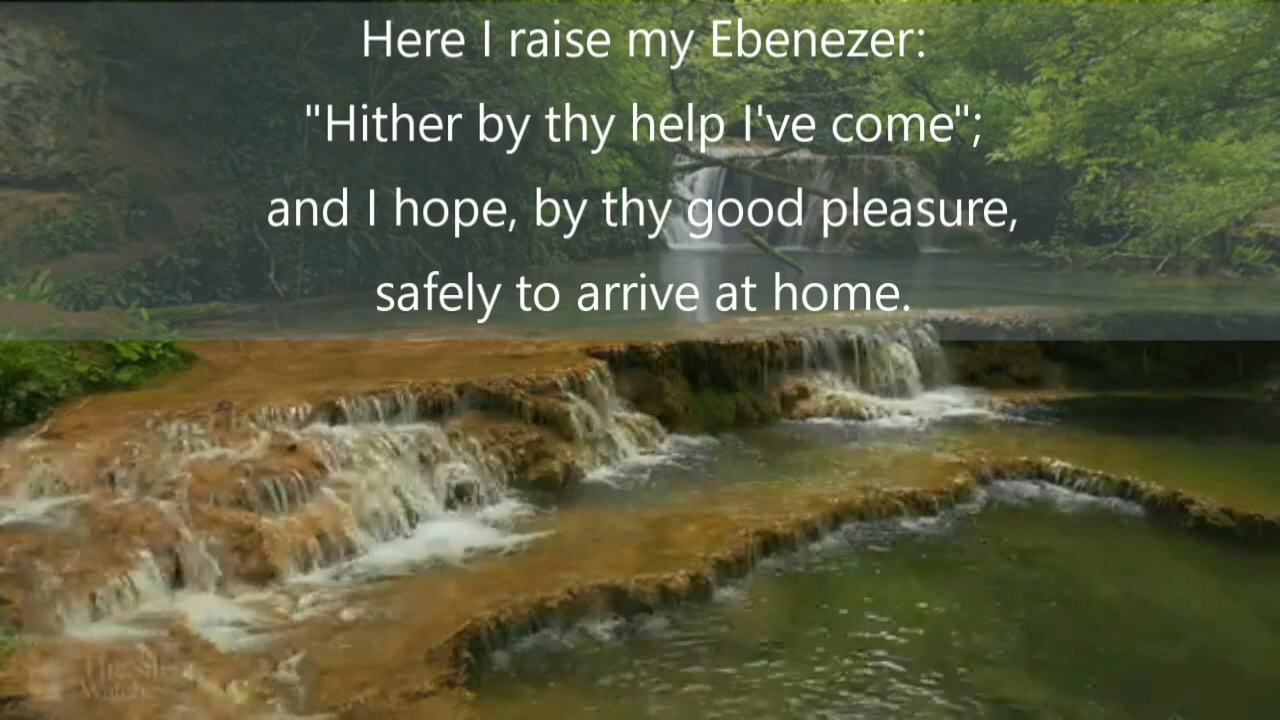 Here I raise my Ebenezer:
"Hither by thy help I've come";
and I hope, by thy good pleasure,
safely to arrive at home.